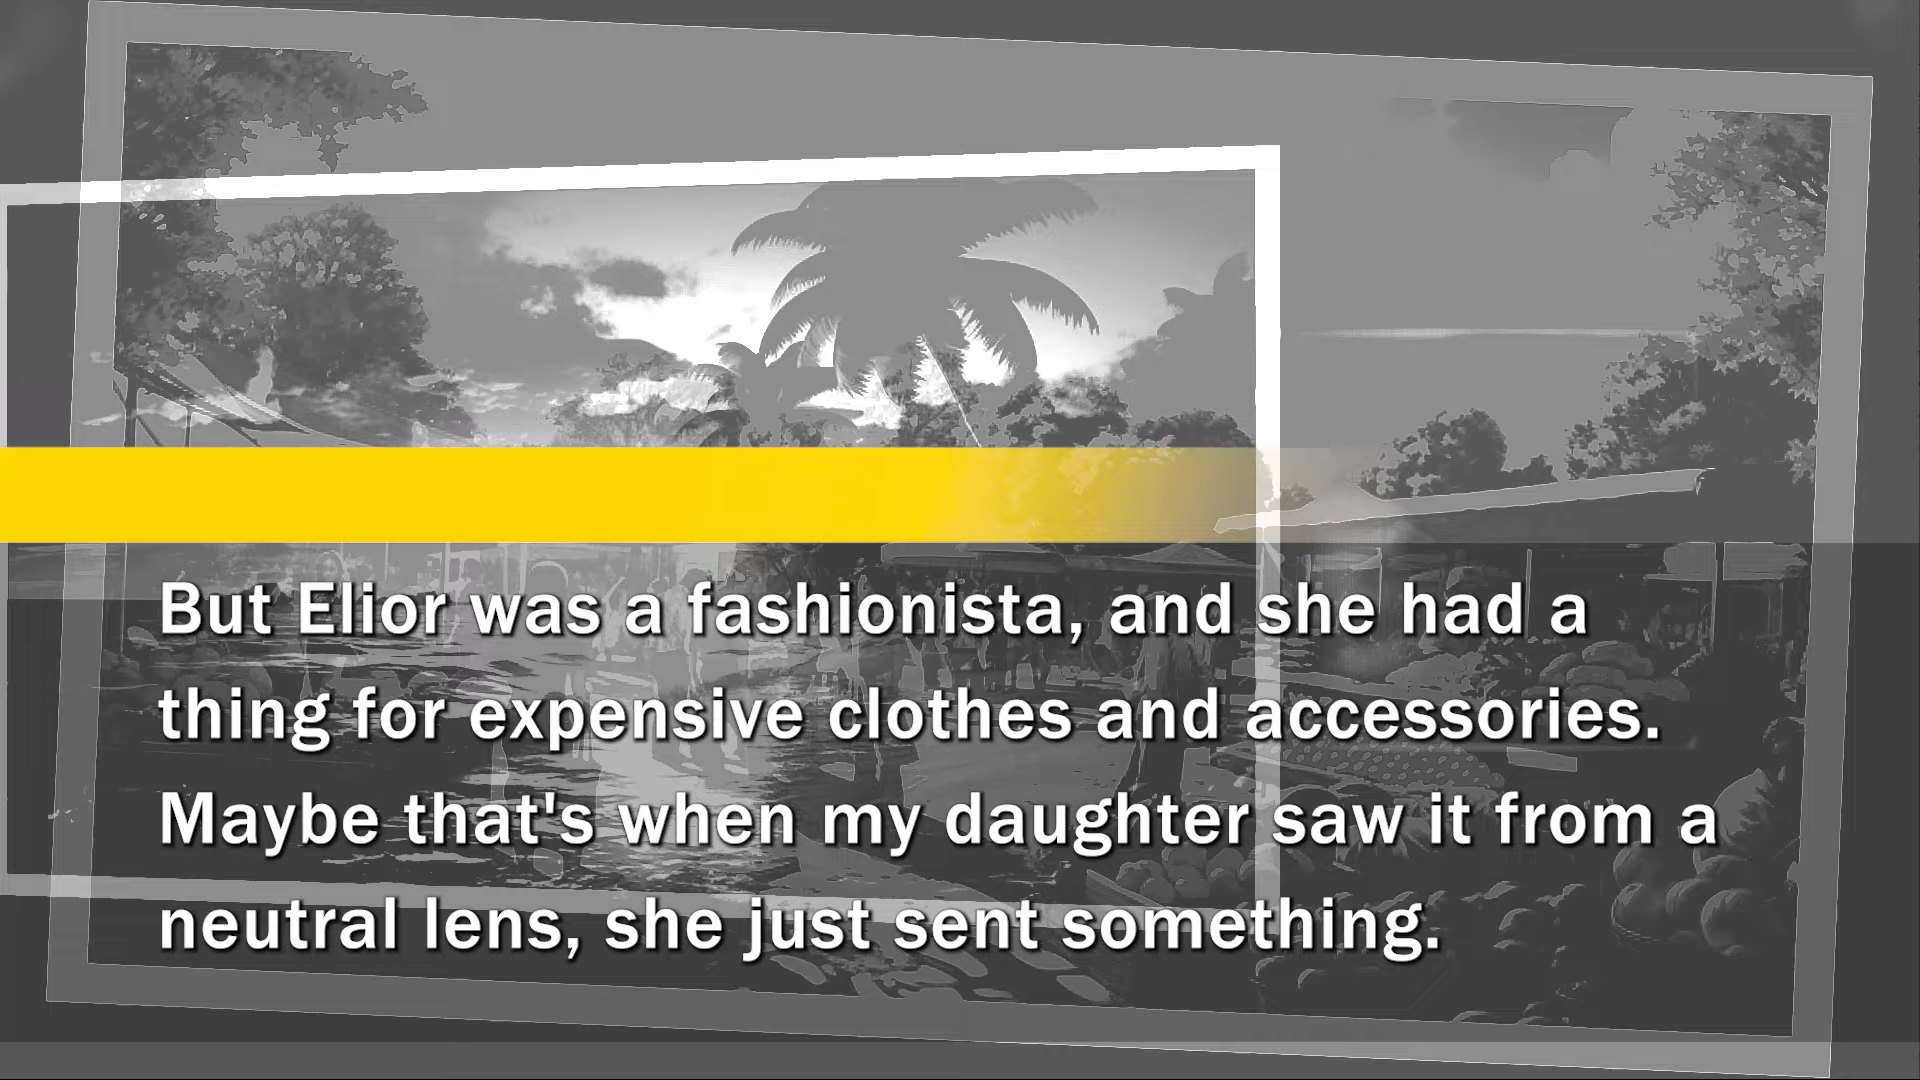 But Elior was a fashionista, and she had a
thing for expensive clothes and accessories.
Maybe that's when my daughter saw it from a
neutral lens, she just sent something.